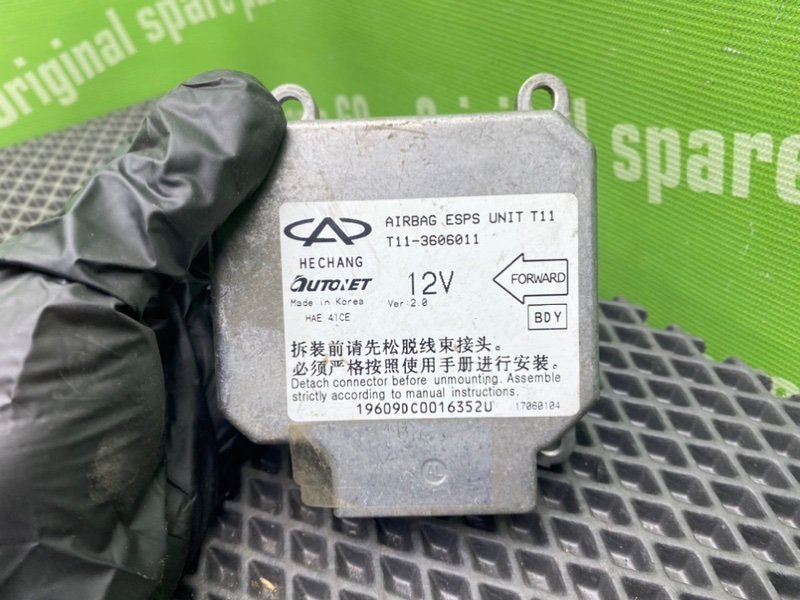 original spare par
Original
spare
AIRBAG ESPS UNIT T11
T11-3606011
HECHANG
AUTONET
12V
FORWARD
Made in Korea
Ver:2.0
HAE 41CE
BDY
拆装前请先松脱线束接头。
必须严格按照使用手册进行安装。
Detach connector before unmounting. Assemble
strictly according to manual instructions.
19609DC0016352U
17060104